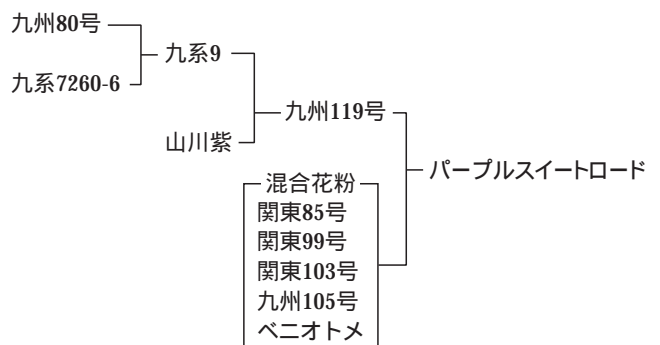 九州80号
九系7260-6
九系9
山川紫
九州119号
混合花粉
関東85号
関東99号
関東103号
九州105号
ベニオトメ
パープルスイートロード